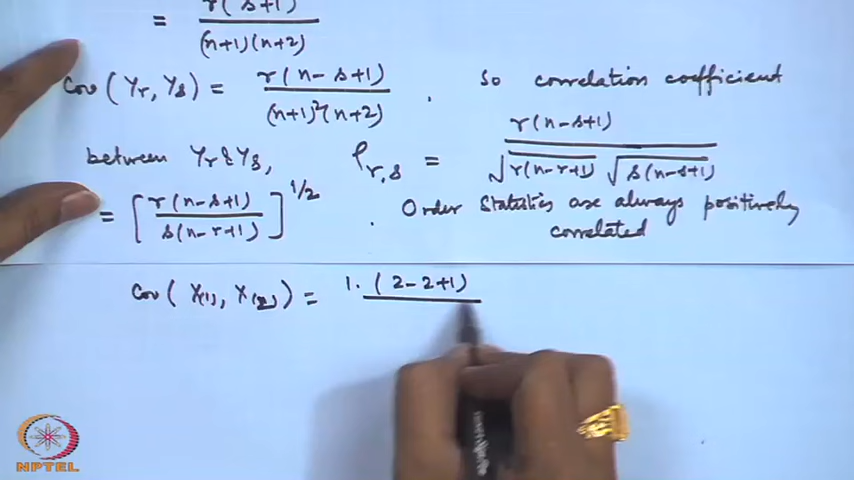 = r(s+1) / (n+1)(n+2)
Cov(Yr, Ys) = r(n-s+1) / (n+1)²(n+2) . So correlation coefficient
between Yr & Ys, ρr,s = r(n-s+1) / √r(n-r+1) √s(n-s+1)
= [r(n-s+1) / s(n-r+1)]^1/2 . Order Statistics are always positively
correlated
Cov(X(1), X(2)) = 1.(2-2+1)
NPTEL